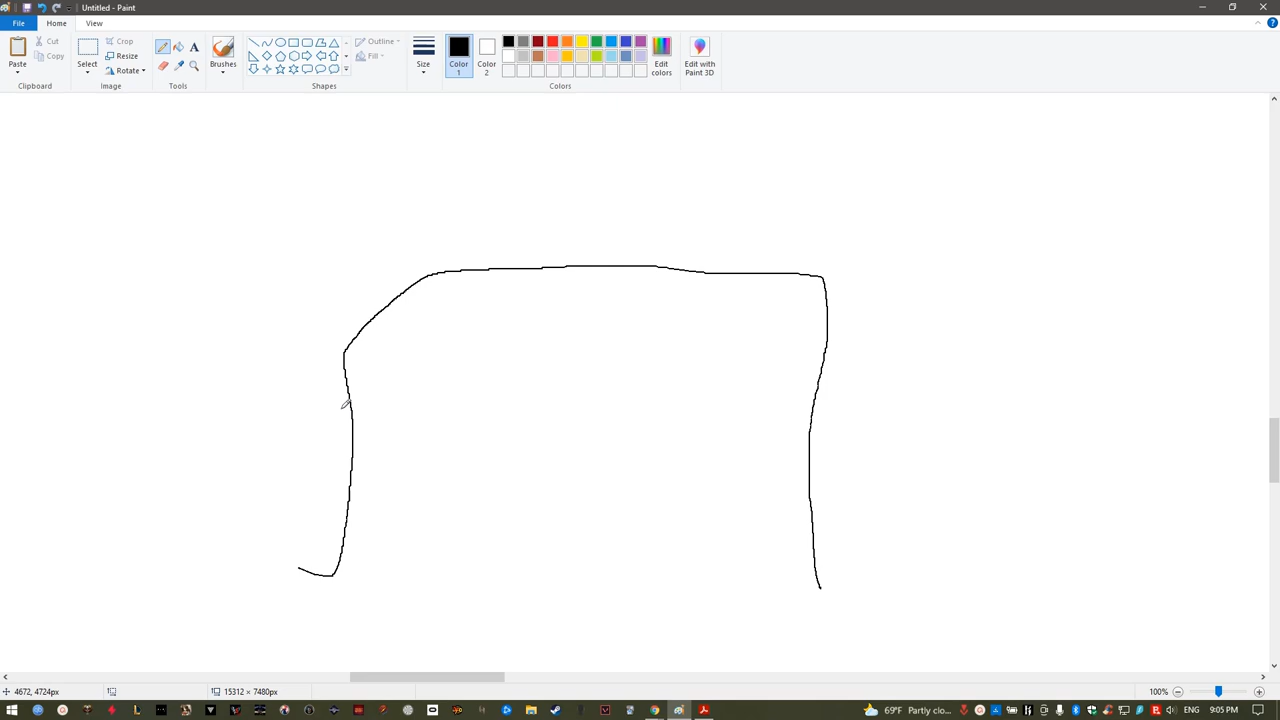 Untitled - Paint
File Home View
Paste
Cut
Copy
Clipboard
Select
Crop
Resize
Rotate
Image
A
Tools
Brushes
Outline
Fill
Shapes
Size
Color 1
Color 2
Edit colors
Colors
Edit with Paint 3D
4672, 4724px
15312 × 7480px
100%
69°F Partly clo...
ENG
9:05 PM